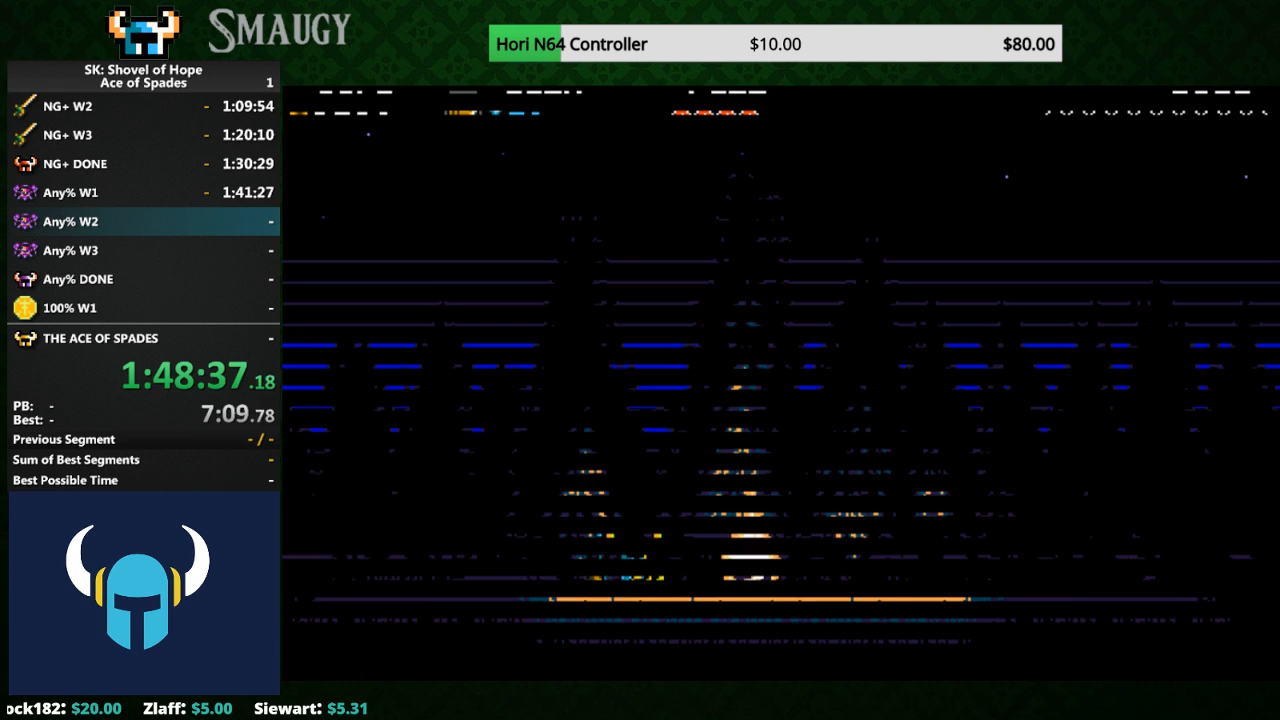 SMAUGY
Hori N64 Controller $10.00 $80.00
SK: Shovel of Hope
Ace of Spades 1
NG+ W2 - 1:09:54
NG+ W3 - 1:20:10
NG+ DONE - 1:30:29
Any% W1 - 1:41:27
Any% W2 -
Any% W3 -
Any% DONE -
100% W1 -
THE ACE OF SPADES -
1:48:37.18
PB: -
Best: -
7:09.78
Previous Segment - / -
Sum of Best Segments -
Best Possible Time -
ock182: $20.00 Zlaff: $5.00 Siewart: $5.31